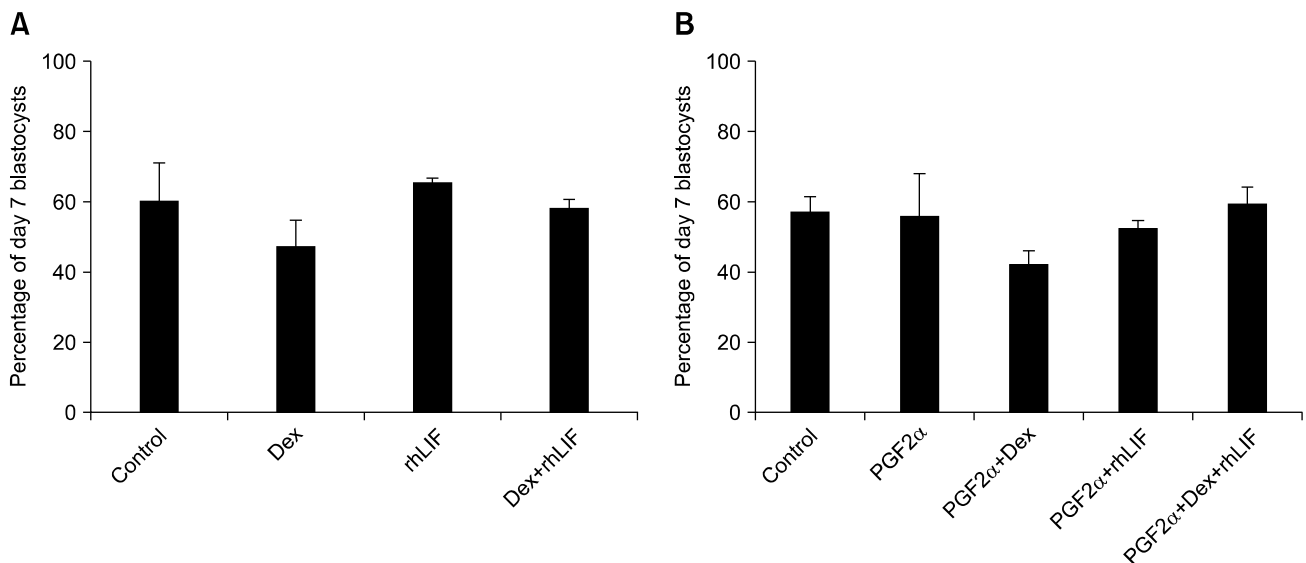 A
Percentage of day 7 blastocysts
100
80
60
40
20
0
Control
Dex
rhLIF
Dex+rhLIF
B
Percentage of day 7 blastocysts
100
80
60
40
20
0
Control
PGF2α
PGF2α+Dex
PGF2α+rhLIF
PGF2α+Dex+rhLIF